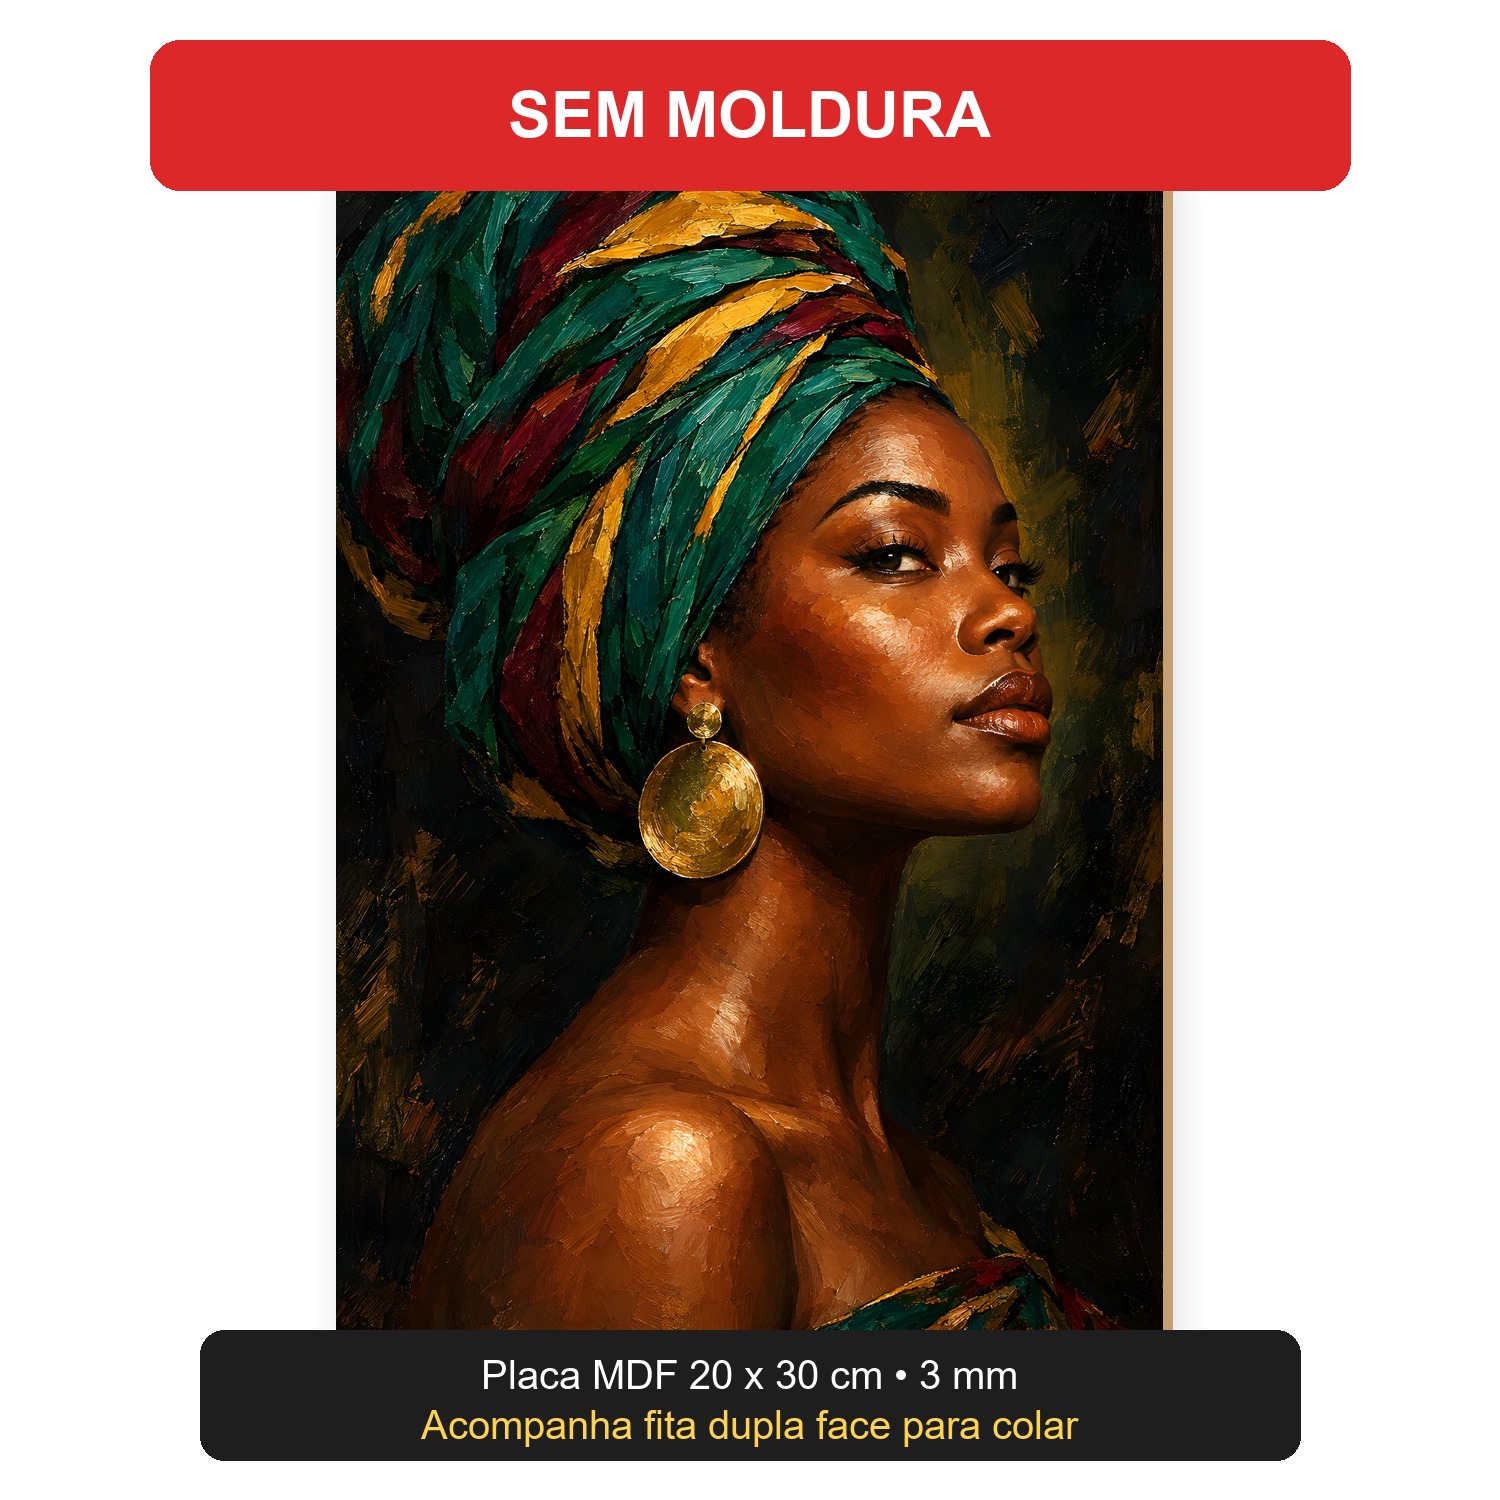 SEM MOLDURA
Placa MDF 20 x 30 cm • 3 mm
Acompanha fita dupla face para colar